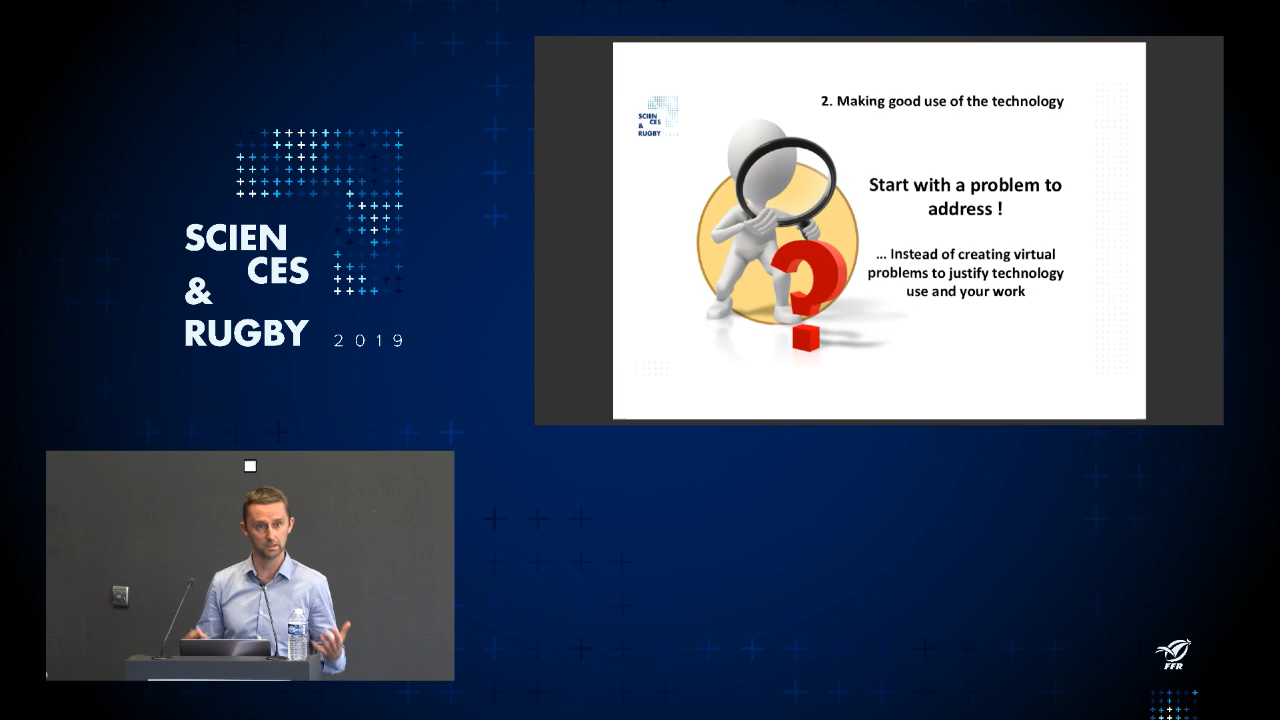 SCIEN
CES
&
RUGBY 2019
2. Making good use of the technology
SCIEN
CES
&
RUGBY
Start with a problem to
address !
... Instead of creating virtual
problems to justify technology
use and your work
?
FFR